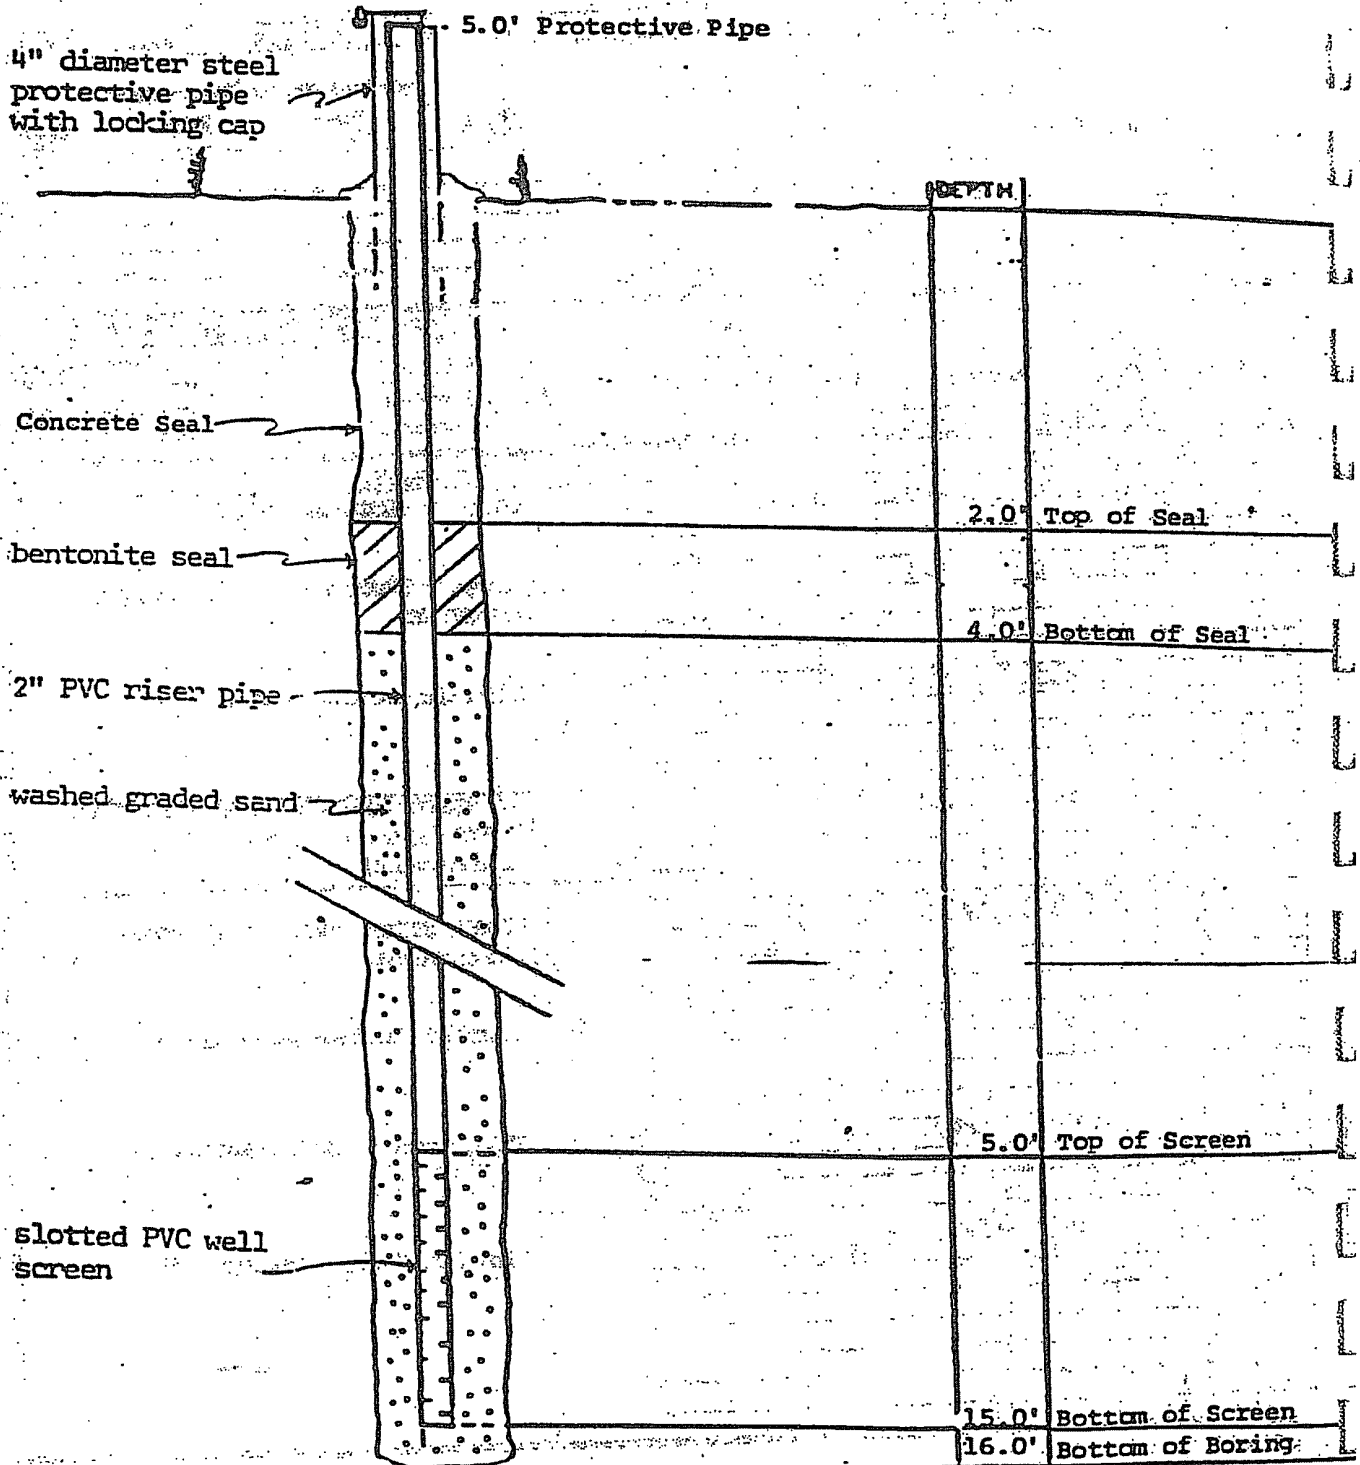 5.0' Protective Pipe
4" diameter steel
protective pipe
with locking cap
DEPTH
Concrete Seal
2.0' Top of Seal
bentonite seal
4.0' Bottom of Seal
2" PVC riser pipe
washed graded sand
5.0' Top of Screen
slotted PVC well
screen
15.0' Bottom of Screen
16.0' Bottom of Boring